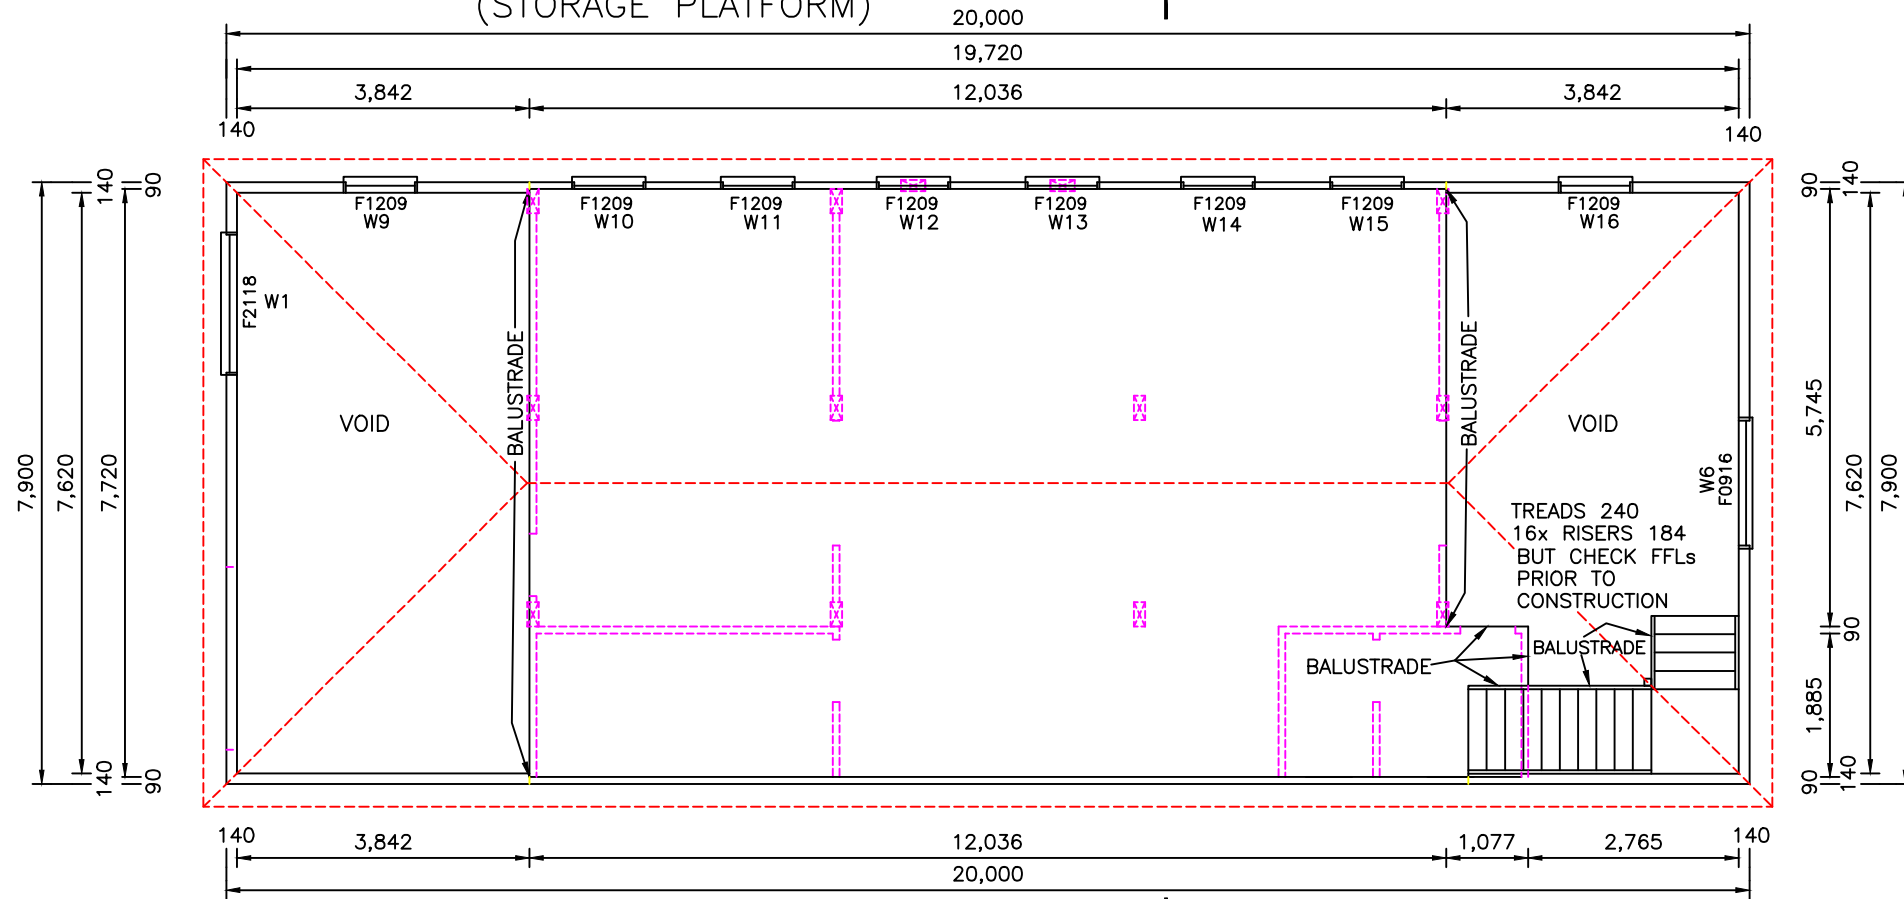 (STORAGE PLATFORM)
20,000
19,720
3,842 12,036 3,842
140 140
140 90 90 140
F1209 F1209 F1209 F1209 F1209 F1209 F1209 F1209
W9 W10 W11 W12 W13 W14 W15 W16
F2118 W1
BALUSTRADE BALUSTRADE
VOID VOID
7,900 7,620 7,720
5,745 7,620 7,900
W6
F0916
TREADS 240
16x RISERS 184
BUT CHECK FFLs
PRIOR TO
CONSTRUCTION
90
BALUSTRADE BALUSTRADE
1,885
140 90 90 140
140 3,842 12,036 1,077 2,765 140
20,000